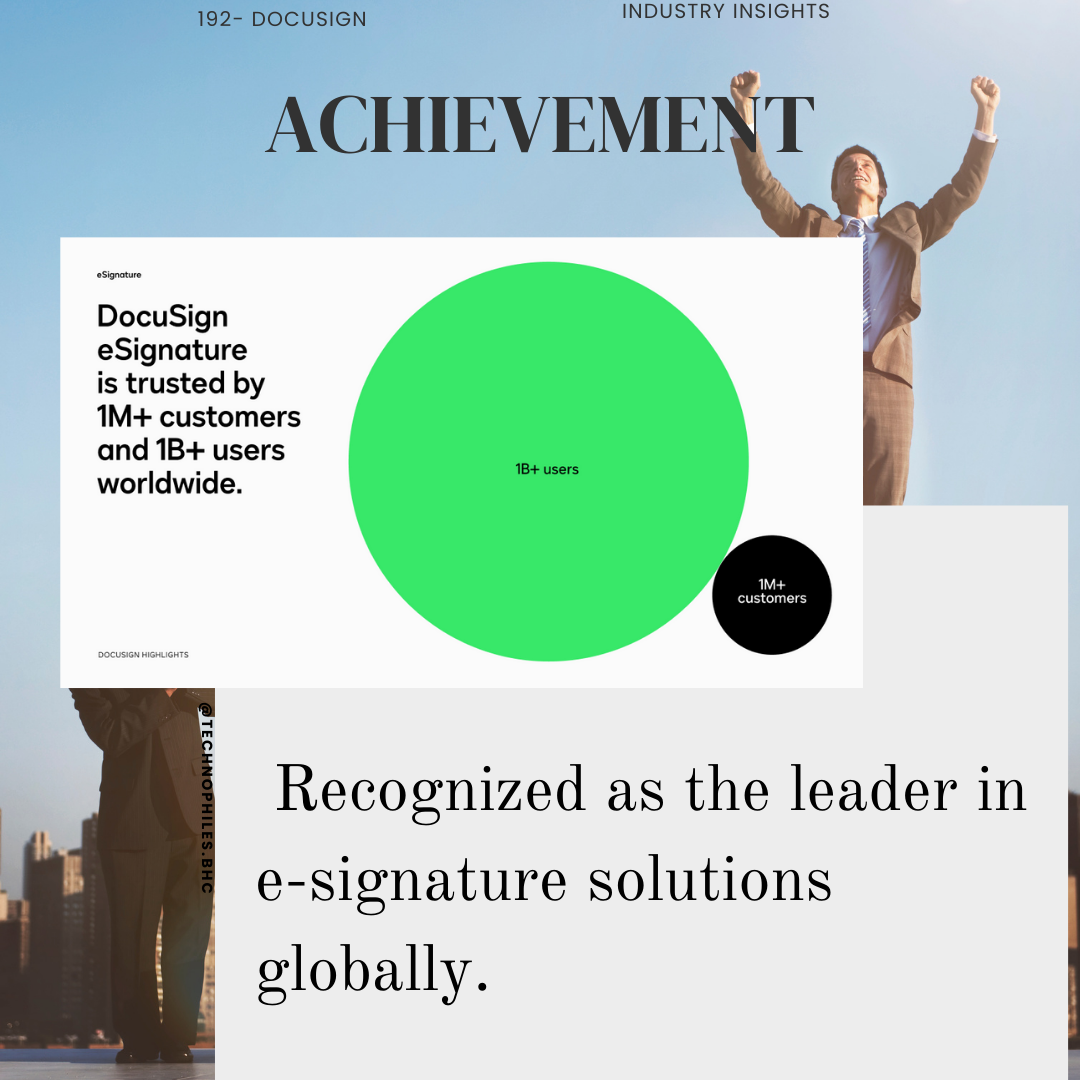 192- DOCUSIGN
INDUSTRY INSIGHTS
ACHIEVEMENT
eSignature
DocuSign
eSignature
is trusted by
1M+ customers
and 1B+ users
worldwide.
1B+ users
1M+
customers
DOCUSIGN HIGHLIGHTS
@TECHNOPHILES.BHC
Recognized as the leader in
e-signature solutions
globally.